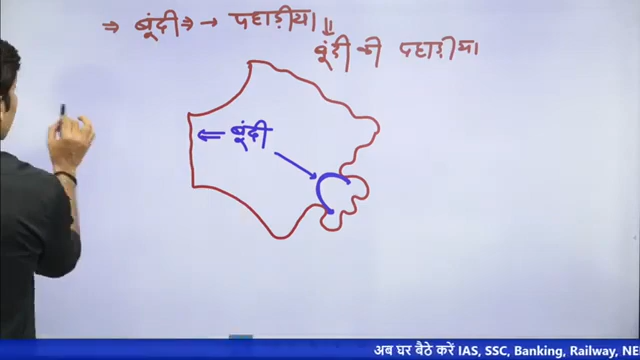 ⇒ बूंदी ⇒ → पहाड़ीया ⇓
बूंदी की पहाड़ीया
⇐ बूंदी
अब घर बैठे करें IAS, SSC, Banking, Railway, NE